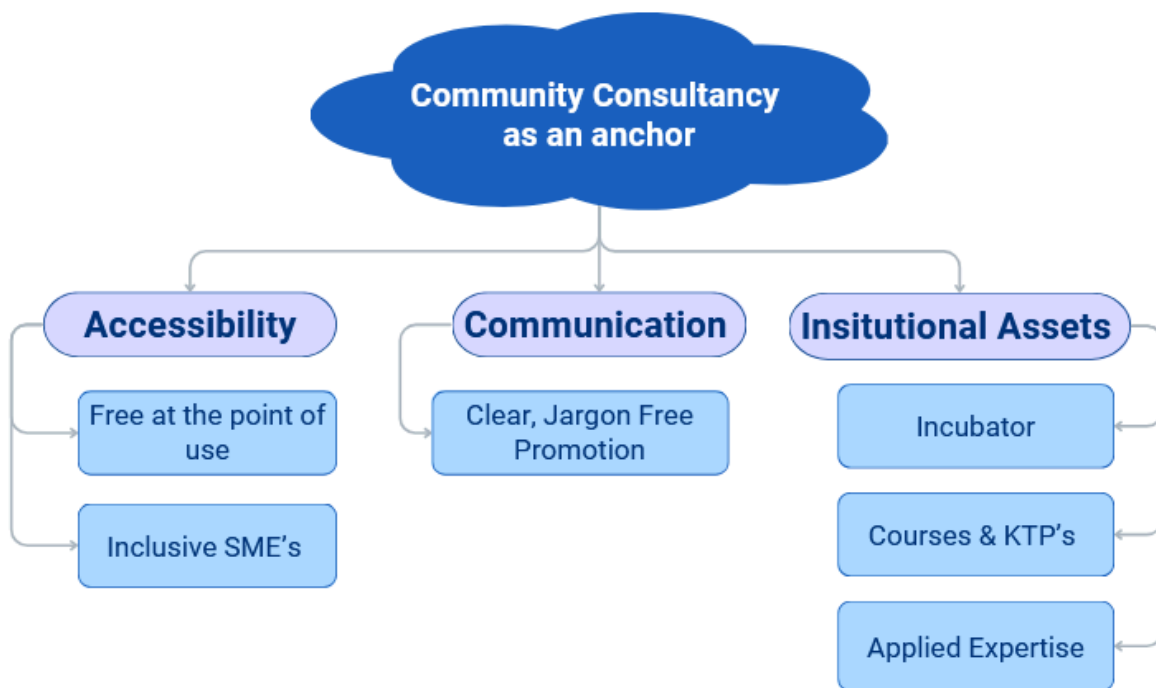 Community Consultancy
as an anchor
Accessibility
Communication
Insitutional Assets
Free at the point of
use
Clear, Jargon Free
Promotion
Incubator
Inclusive SME's
Courses & KTP's
Applied Expertise